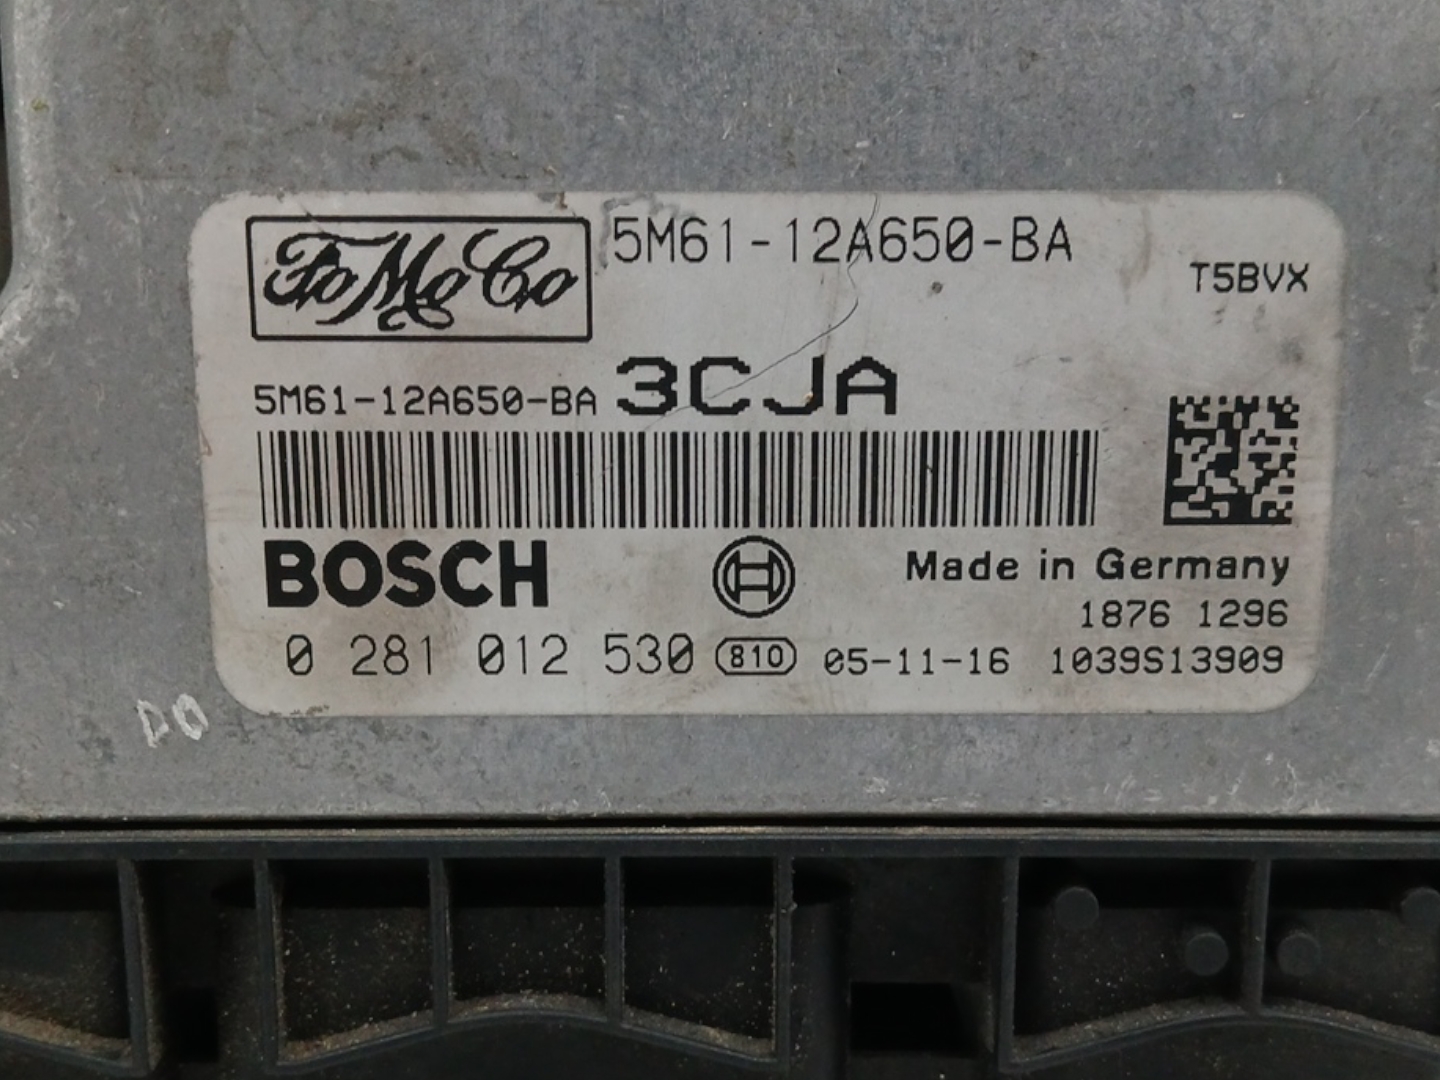 FoMoCo 5M61-12A650-BA
T5BVX
5M61-12A650-BA 3CJA
BOSCH
Made in Germany
1876 1296
0 281 012 530 810 05-11-16 1039S13909